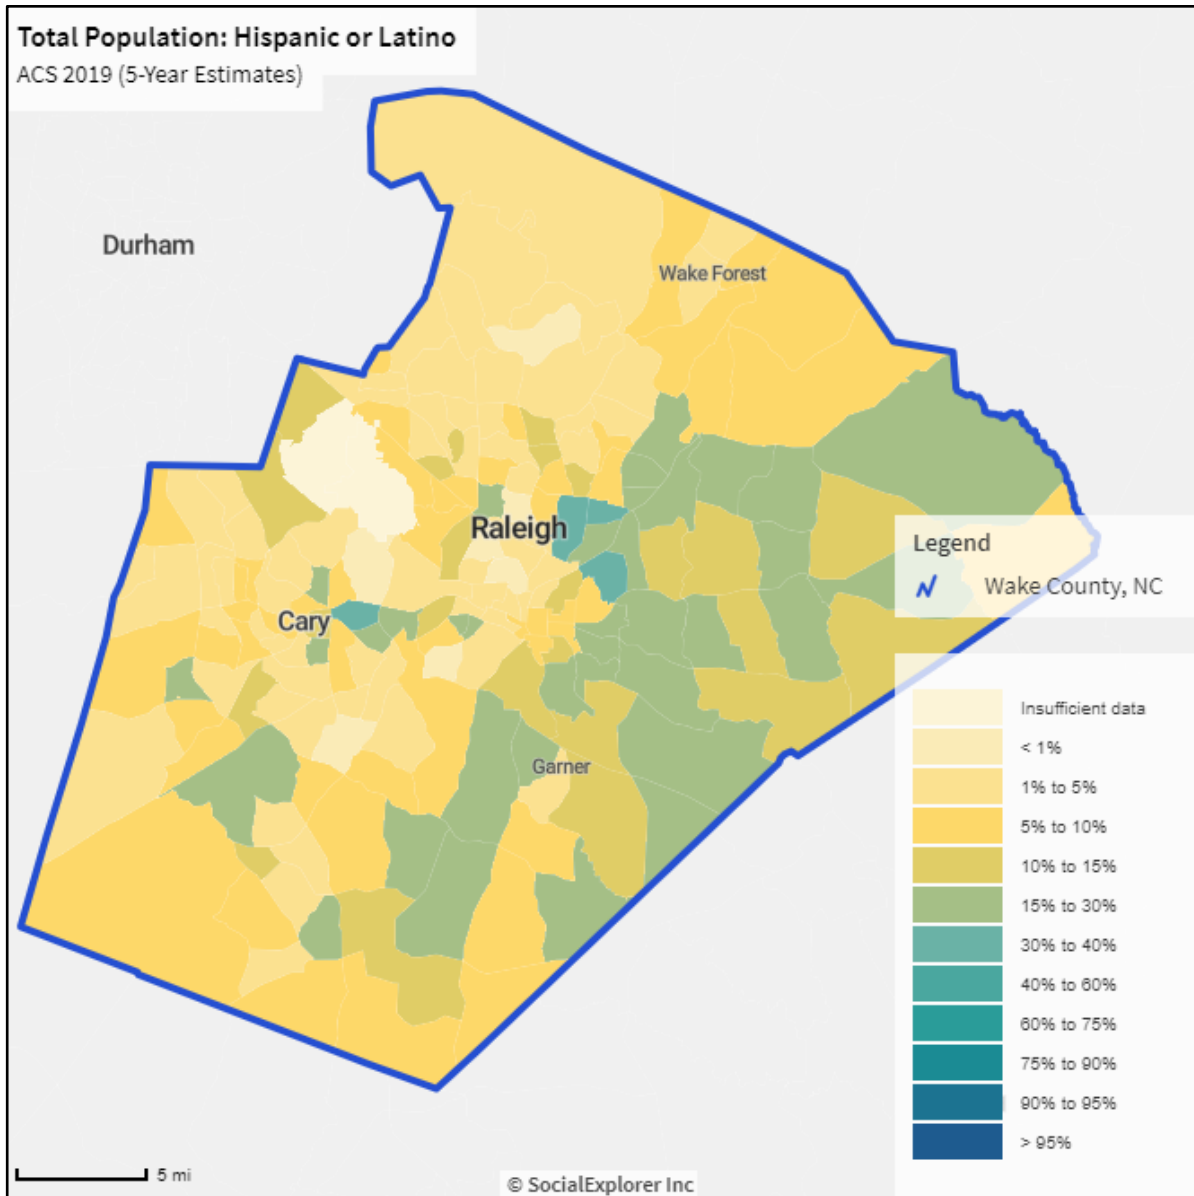 Total Population: Hispanic or Latino
ACS 2019 (5-Year Estimates)
Durham
Wake Forest
Raleigh
Cary
Garner
Legend
Wake County, NC
Insufficient data
< 1%
1% to 5%
5% to 10%
10% to 15%
15% to 30%
30% to 40%
40% to 60%
60% to 75%
75% to 90%
90% to 95%
> 95%
5 mi
© SocialExplorer Inc